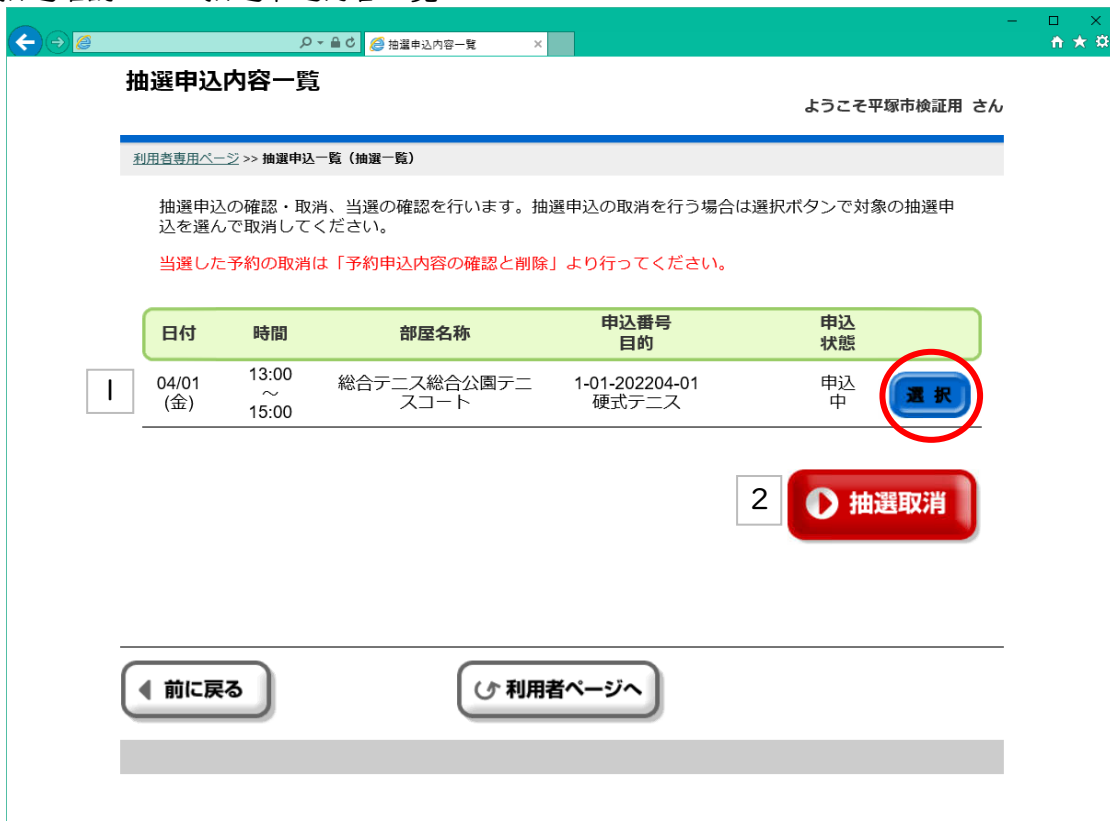 抽選申込内容一覧
抽選申込内容一覧
ようこそ平塚市検証用 さん
利用者専用ページ >> 抽選申込一覧（抽選一覧）
抽選申込の確認・取消、当選の確認を行います。抽選申込の取消を行う場合は選択ボタンで対象の抽選申
込を選んで取消してください。
当選した予約の取消は「予約申込内容の確認と削除」より行ってください。
日付 時間 部屋名称 申込番号 申込
目的 状態
1 04/01 13:00 総合テニス総合公園テニ 1-01-202204-01 申込 選択
(金) ～ スコート 硬式テニス 中
15:00
2 抽選取消
前に戻る 利用者ページへ